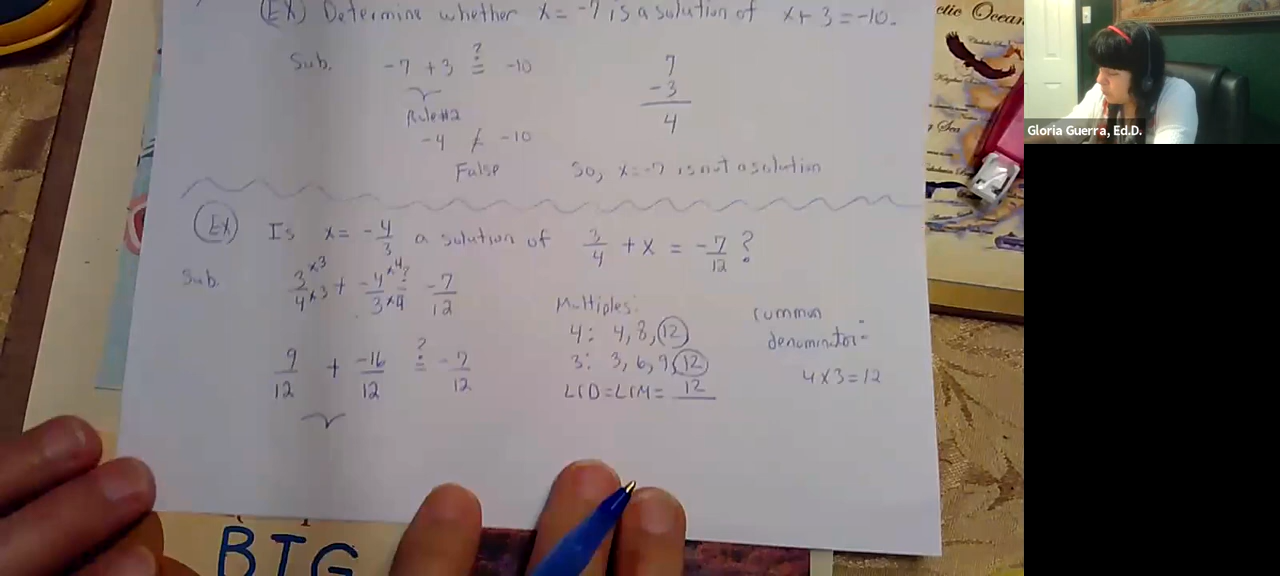 (EX) Determine whether x = -7 is a solution of x + 3 = -10.
Sub. -7 + 3 ≟ -10
Rule #2
-4 ≠ -10
False
7
-3
4
So, x = -7 is not a solution
(EX) Is x = -4/3 a solution of 3/4 + x = -7/12 ?
Sub. 3×3/4×3 + -4×4/3×4 ≟ -7/12
9/12 + -16/12 ≟ -7/12
Multiples:
4: 4, 8, 12
3: 3, 6, 9, 12
LCD = LCM = 12
common
denominator =
4 x 3 = 12
BIG
ctic Ocean
Sea
Gloria Guerra, Ed.D.